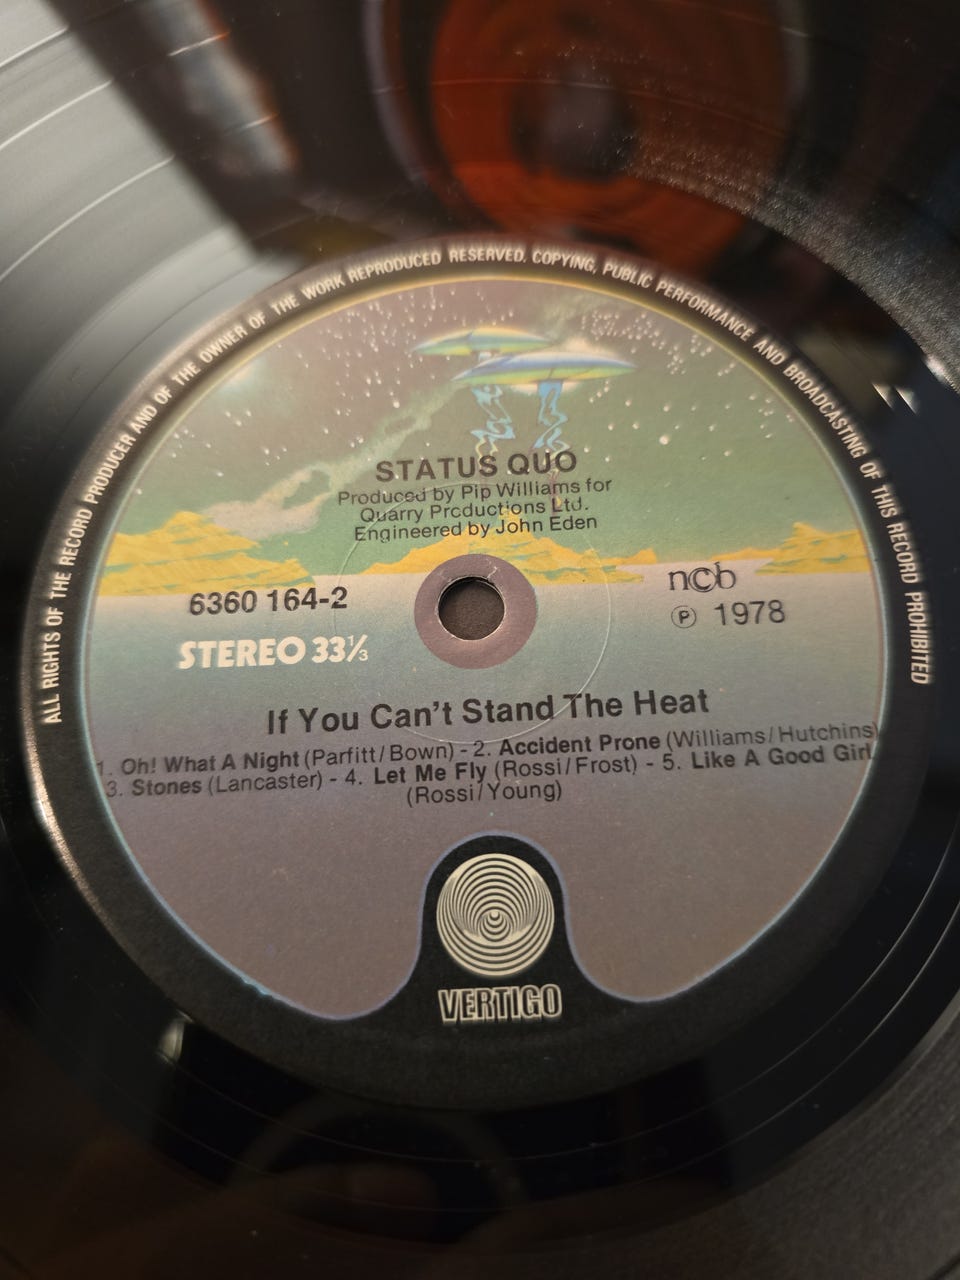 ALL RIGHTS OF THE RECORD PRODUCER AND OF THE OWNER OF THE WORK REPRODUCED RESERVED. COPYING, PUBLIC PERFORMANCE AND BROADCASTING OF THIS RECORD PROHIBITED
STATUS QUO
Produced by Pip Williams for
Quarry Productions Ltd.
Engineered by John Eden
6360 164-2
ncb
STEREO 33⅓
Ⓟ 1978
If You Can't Stand The Heat
1. Oh! What A Night (Parfitt/Bown) - 2. Accident Prone (Williams/Hutchins)
3. Stones (Lancaster) - 4. Let Me Fly (Rossi/Frost) - 5. Like A Good Girl
(Rossi/Young)
VERTIGO